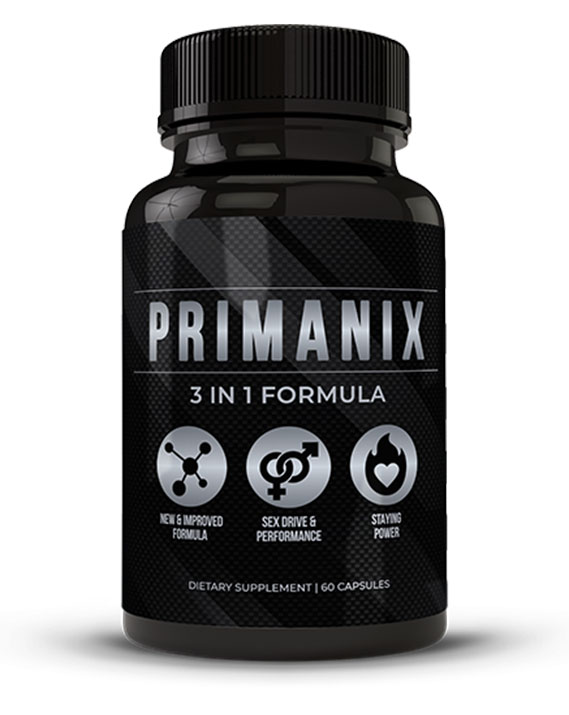 PRIMANIX
3 IN 1 FORMULA
NEW & IMPROVED
FORMULA
SEX DRIVE &
PERFORMANCE
STAYING
POWER
DIETARY SUPPLEMENT | 60 CAPSULES